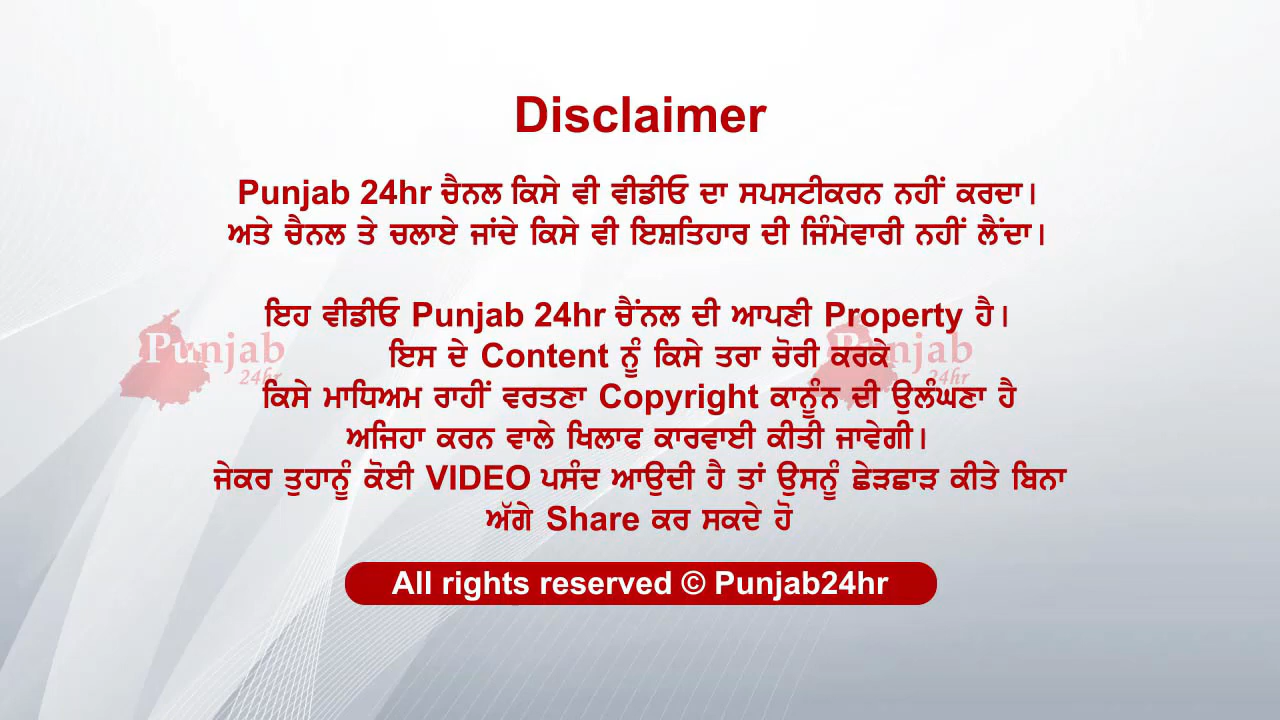 Disclaimer
Punjab 24hr ਚੈਨਲ ਕਿਸੇ ਵੀ ਵੀਡੀਓ ਦਾ ਸਪਸਟੀਕਰਨ ਨਹੀਂ ਕਰਦਾ।
ਅਤੇ ਚੈਨਲ ਤੇ ਚਲਾਏ ਜਾਂਦੇ ਕਿਸੇ ਵੀ ਇਸ਼ਤਿਹਾਰ ਦੀ ਜਿੰਮੇਵਾਰੀ ਨਹੀਂ ਲੈਂਦਾ।
ਇਹ ਵੀਡੀਓ Punjab 24hr ਚੈਂਨਲ ਦੀ ਆਪਣੀ Property ਹੈ।
Punjab
24hr
Punjab
24hr
ਇਸ ਦੇ Content ਨੂੰ ਕਿਸੇ ਤਰਾ ਚੋਰੀ ਕਰਕੇ
ਕਿਸੇ ਮਾਧਿਅਮ ਰਾਹੀਂ ਵਰਤਣਾ Copyright ਕਾਨੂੰਨ ਦੀ ਉਲੰਘਣਾ ਹੈ
ਅਜਿਹਾ ਕਰਨ ਵਾਲੇ ਖਿਲਾਫ ਕਾਰਵਾਈ ਕੀਤੀ ਜਾਵੇਗੀ।
ਜੇਕਰ ਤੁਹਾਨੂੰ ਕੋਈ VIDEO ਪਸੰਦ ਆਉਦੀ ਹੈ ਤਾਂ ਉਸਨੂੰ ਛੇੜਛਾੜ ਕੀਤੇ ਬਿਨਾ
ਅੱਗੇ Share ਕਰ ਸਕਦੇ ਹੋ
All rights reserved © Punjab24hr